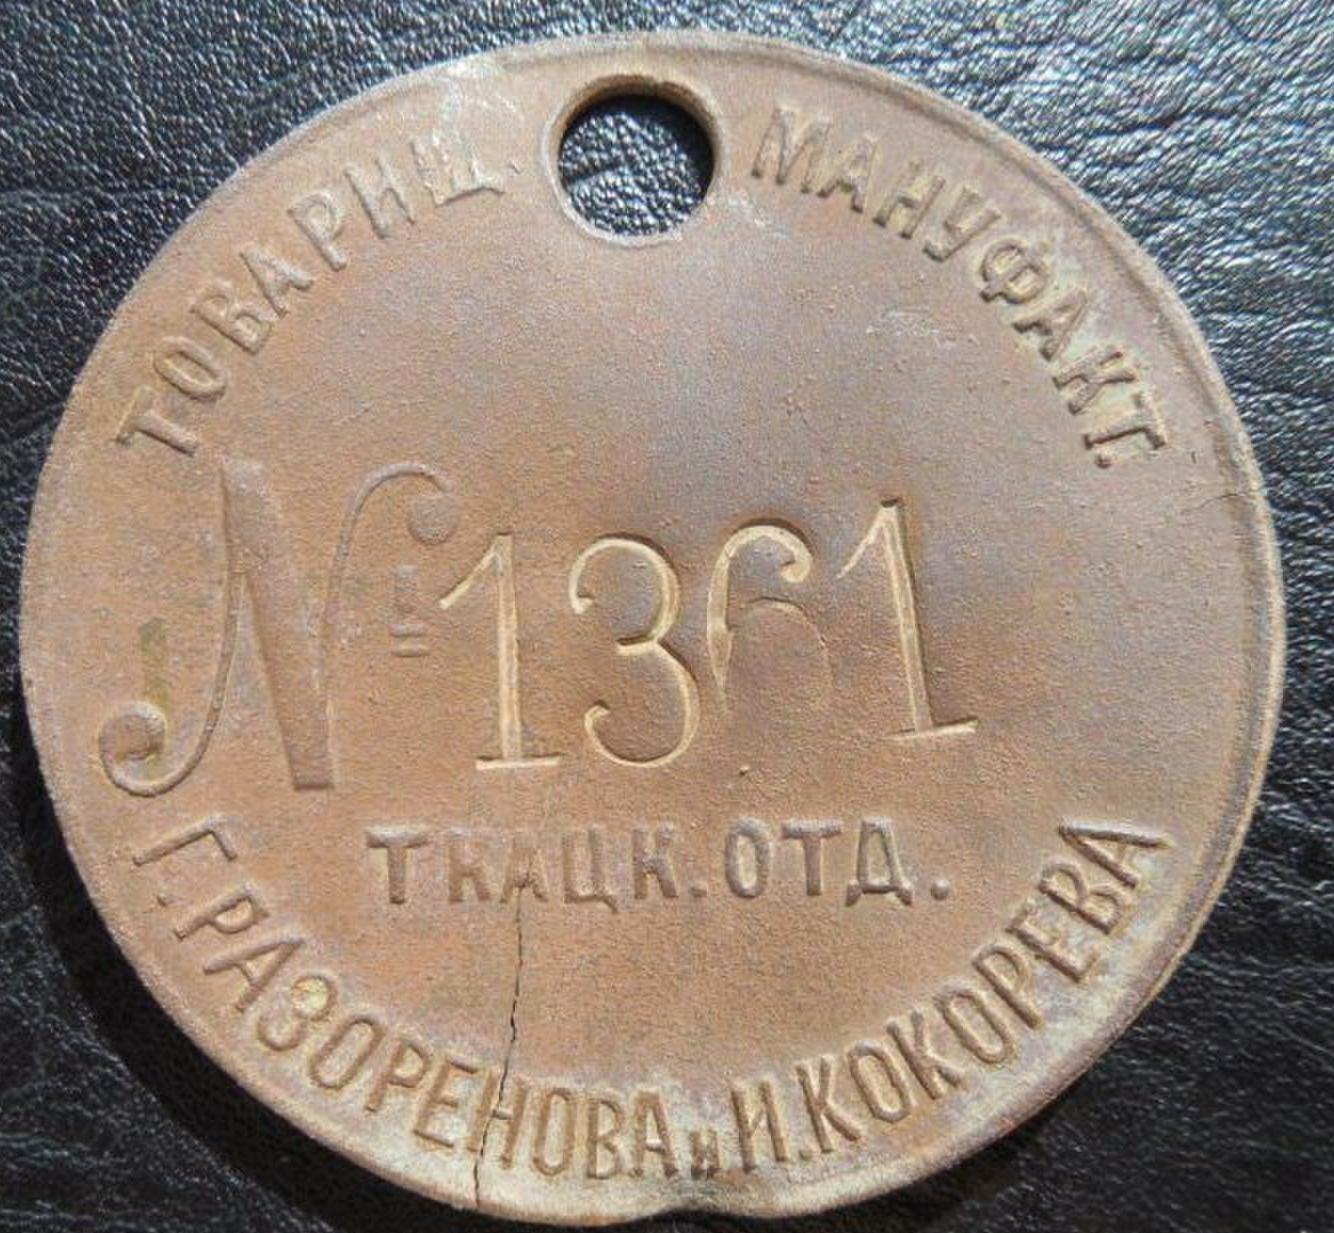 ТОВАРИЩ. МАНУФАКТ.
№ 1361
ТКАЦК. ОТД.
Г. РАЗОРЕНОВА и И. КОКОРЕВА